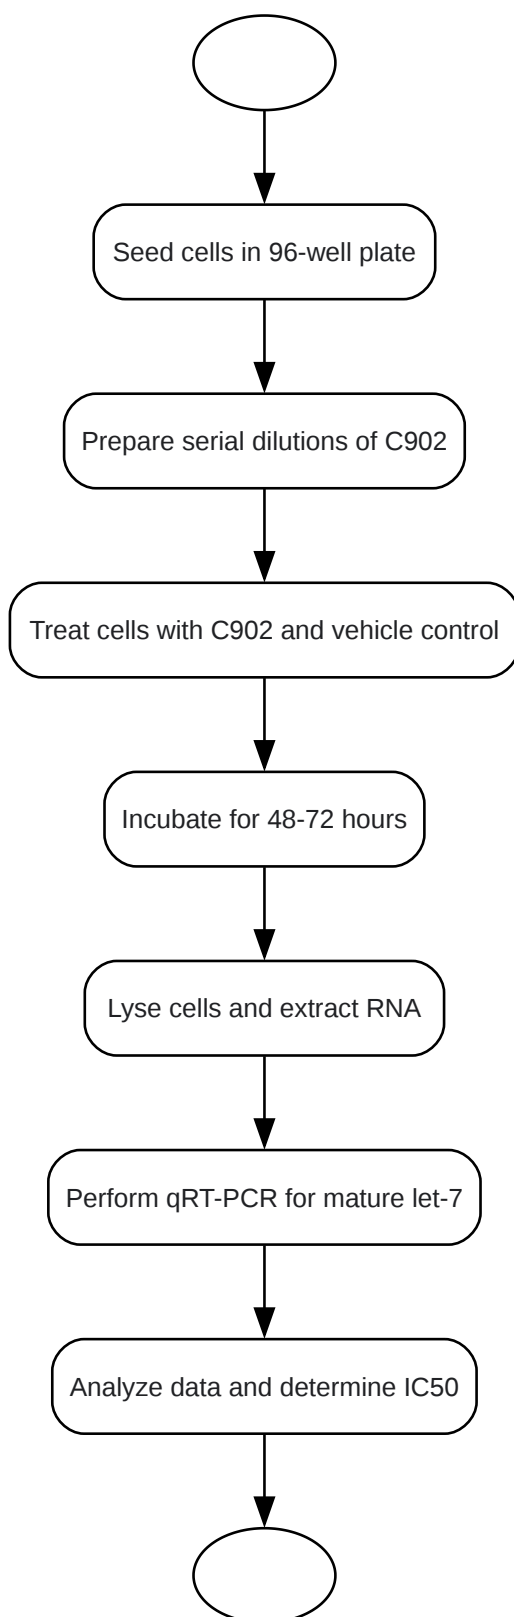 Seed cells in 96-well plate
Prepare serial dilutions of C902
Treat cells with C902 and vehicle control
Incubate for 48-72 hours
Lyse cells and extract RNA
Perform qRT-PCR for mature let-7
Analyze data and determine IC50